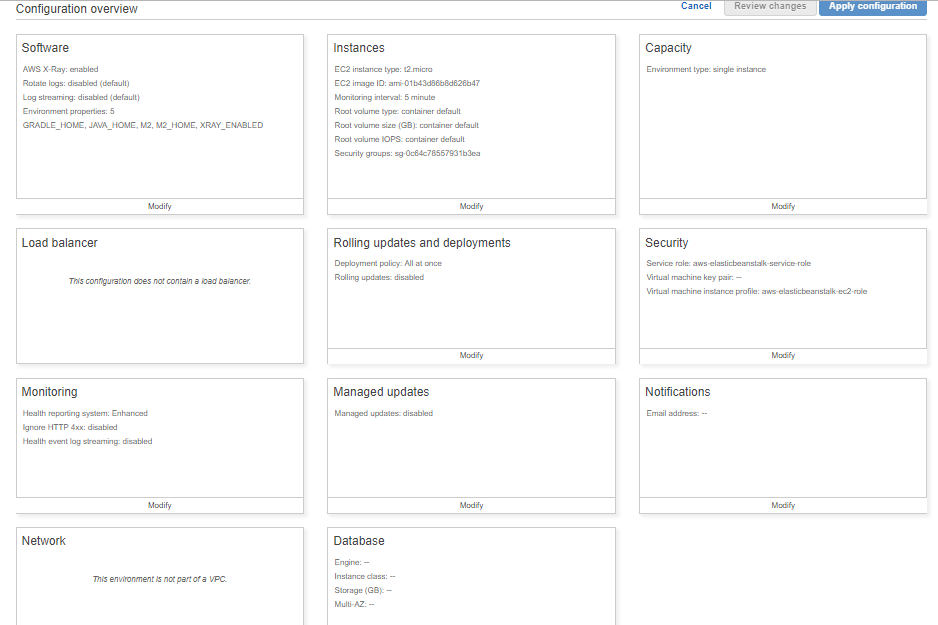 Configuration overview
Cancel
Review changes
Apply configuration
Software
AWS X-Ray: enabled
Rotate logs: disabled (default)
Log streaming: disabled (default)
Environment properties: 5
GRADLE_HOME, JAVA_HOME, M2, M2_HOME, XRAY_ENABLED
Modify
Instances
EC2 instance type: t2.micro
EC2 image ID: ami-01b43d86b8d626b47
Monitoring interval: 5 minute
Root volume type: container default
Root volume size (GB): container default
Root volume IOPS: container default
Security groups: sg-0c64c78557931b3ea
Modify
Capacity
Environment type: single instance
Modify
Load balancer
This configuration does not contain a load balancer.
Rolling updates and deployments
Deployment policy: All at once
Rolling updates: disabled
Modify
Security
Service role: aws-elasticbeanstalk-service-role
Virtual machine key pair: --
Virtual machine instance profile: aws-elasticbeanstalk-ec2-role
Modify
Monitoring
Health reporting system: Enhanced
Ignore HTTP 4xx: disabled
Health event log streaming: disabled
Modify
Managed updates
Managed updates: disabled
Modify
Notifications
Email address: --
Modify
Network
This environment is not part of a VPC.
Database
Engine: --
Instance class: --
Storage (GB): --
Multi-AZ: --